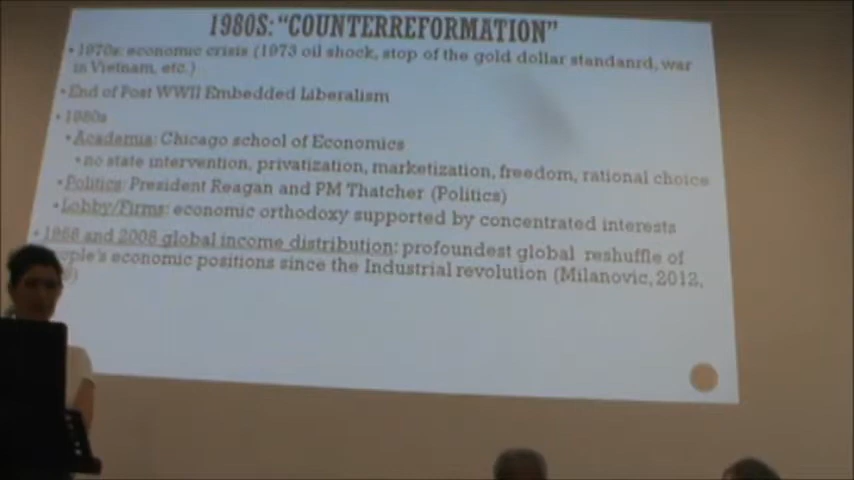 1980S: “COUNTERREFORMATION”
• 1970s: economic crisis (1973 oil shock, stop of the gold dollar standanrd, war
in Vietnam, etc.)
• End of Post WWII Embedded Liberalism
• 1980s
• Academia: Chicago school of Economics
• no state intervention, privatization, marketization, freedom, rational choice
• Politics: President Reagan and PM Thatcher (Politics)
• Lobby/Firms: economic orthodoxy supported by concentrated interests
• 1988 and 2008 global income distribution: profoundest global reshuffle of
economic positions since the Industrial revolution (Milanovic, 2012,